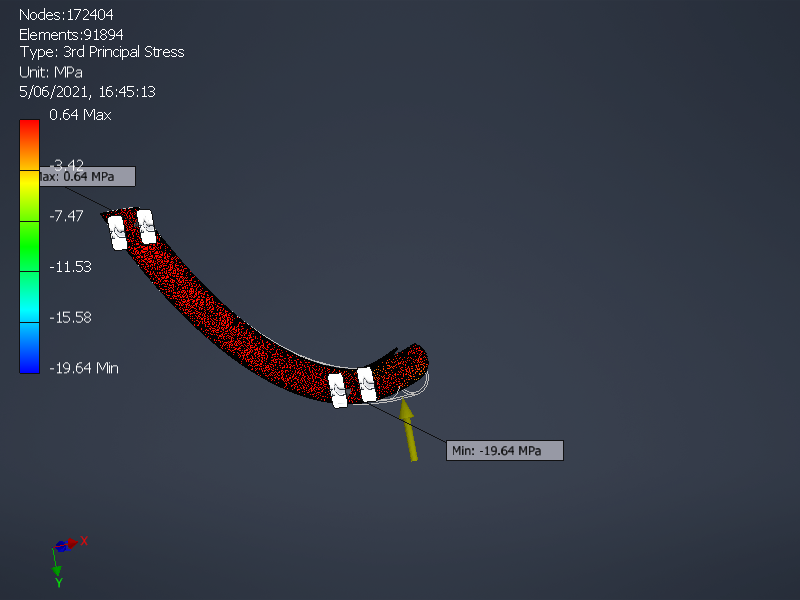 Nodes:172404
Elements:91894
Type: 3rd Principal Stress
Unit: MPa
5/06/2021, 16:45:13
0.64 Max
-3.42
ax: 0.64 MPa
-7.47
-11.53
-15.58
-19.64 Min
Min: -19.64 MPa
X
Y